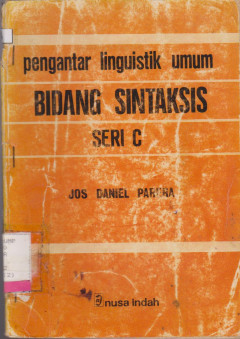 pengantar linguistik umum
BIDANG SINTAKSIS
SERI C
JOS DANIEL PARERA
nusa indah